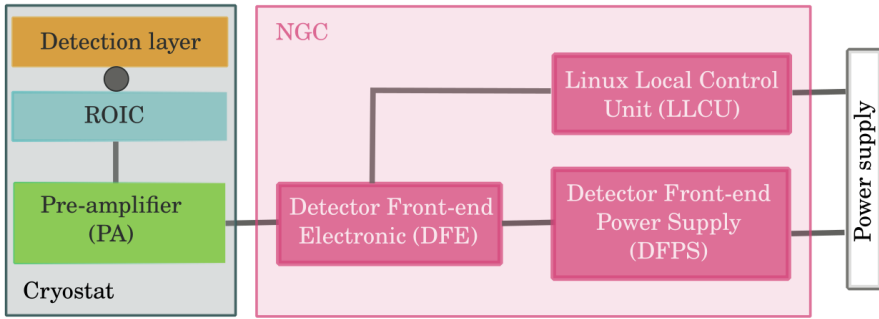 Detection layer
ROIC
Pre-amplifier
(PA)
Cryostat
NGC
Linux Local Control
Unit (LLCU)
Detector Front-end
Electronic (DFE)
Detector Front-end
Power Supply
(DFPS)
Power supply